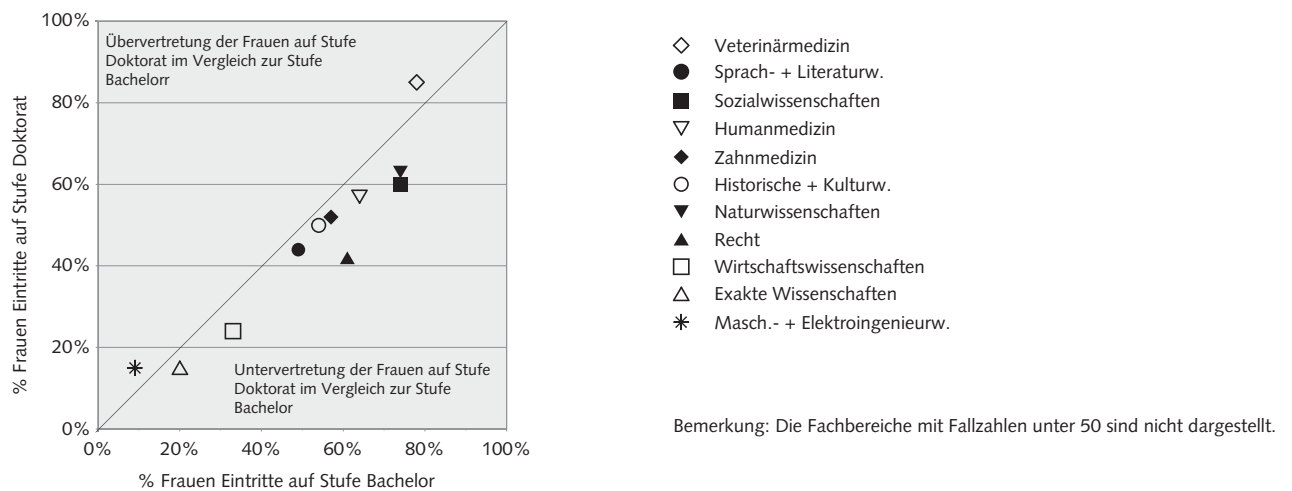 100%
80%
60%
40%
20%
0%
% Frauen Eintritte auf Stufe Doktorat
Übervertretung der Frauen auf Stufe
Doktorat im Vergleich zur Stufe
Bachelorr
Untervertretung der Frauen auf Stufe
Doktorat im Vergleich zur Stufe
Bachelor
0% 20% 40% 60% 80% 100%
% Frauen Eintritte auf Stufe Bachelor
Veterinärmedizin
Sprach- + Literaturw.
Sozialwissenschaften
Humanmedizin
Zahnmedizin
Historische + Kulturw.
Naturwissenschaften
Recht
Wirtschaftswissenschaften
Exakte Wissenschaften
Masch.- + Elektroingenieurw.
Bemerkung: Die Fachbereiche mit Fallzahlen unter 50 sind nicht dargestellt.